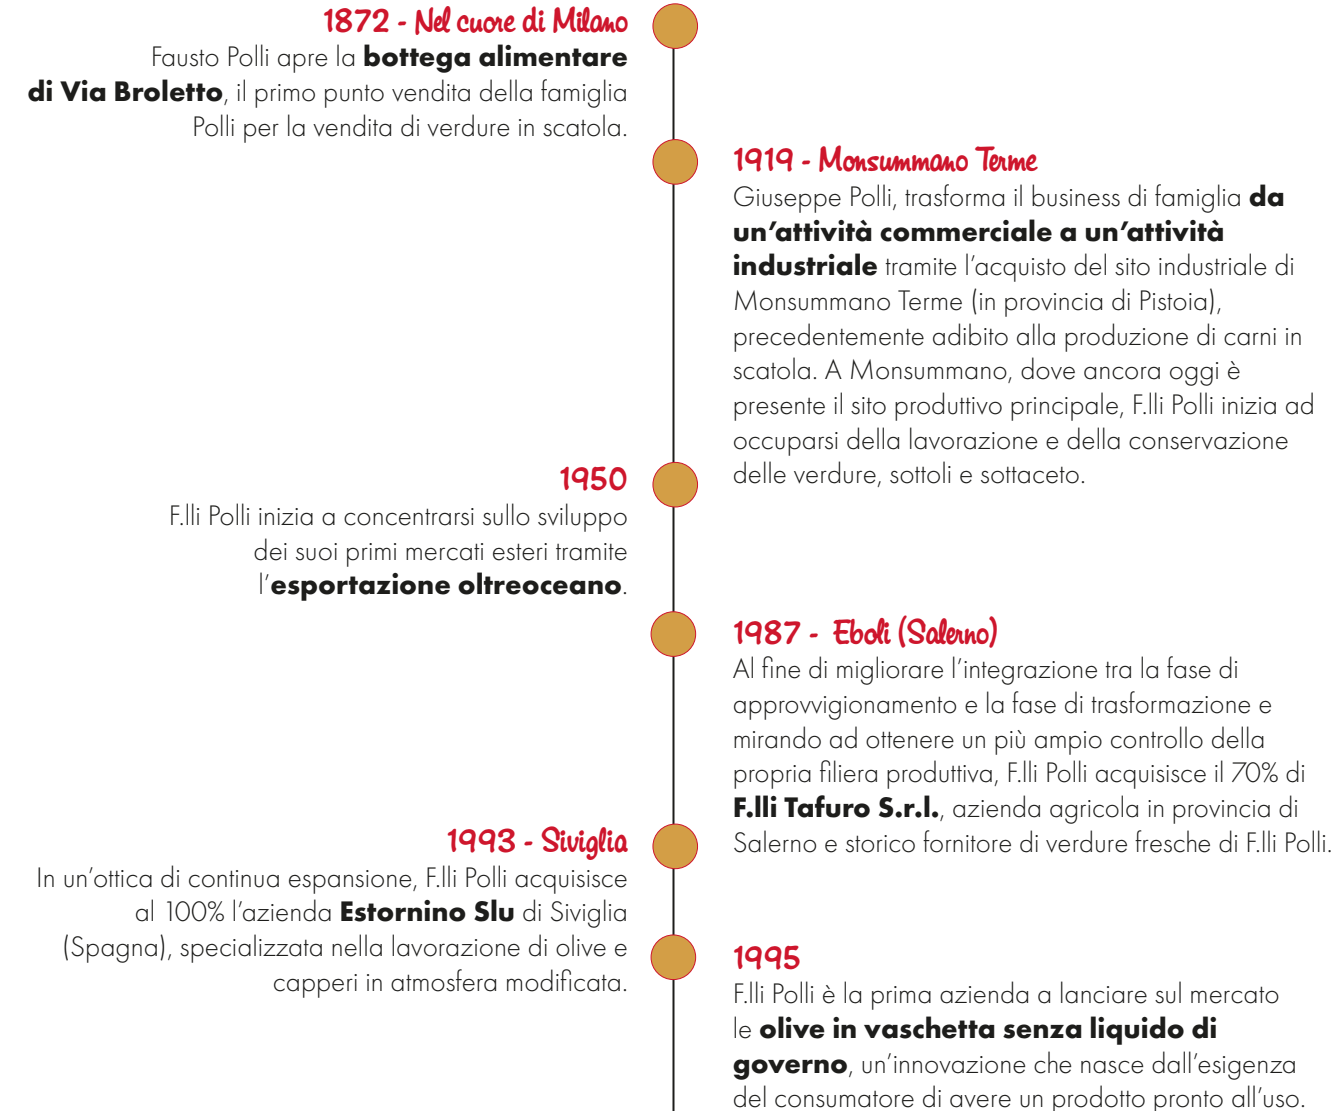 1872 - Nel cuore di Milano
Fausto Polli apre la bottega alimentare
di Via Broletto, il primo punto vendita della famiglia
Polli per la vendita di verdure in scatola.
1919 - Monsummano Terme
Giuseppe Polli, trasforma il business di famiglia da
un’attività commerciale a un’attività
industriale tramite l’acquisto del sito industriale di
Monsummano Terme (in provincia di Pistoia),
precedentemente adibito alla produzione di carni in
scatola. A Monsummano, dove ancora oggi è
presente il sito produttivo principale, F.lli Polli inizia ad
occuparsi della lavorazione e della conservazione
delle verdure, sottoli e sottaceto.
1950
F.lli Polli inizia a concentrarsi sullo sviluppo
dei suoi primi mercati esteri tramite
l’esportazione oltreoceano.
1987 - Eboli (Salerno)
Al fine di migliorare l’integrazione tra la fase di
approvvigionamento e la fase di trasformazione e
mirando ad ottenere un più ampio controllo della
propria filiera produttiva, F.lli Polli acquisisce il 70% di
F.lli Tafuro S.r.l., azienda agricola in provincia di
Salerno e storico fornitore di verdure fresche di F.lli Polli.
1993 - Siviglia
In un’ottica di continua espansione, F.lli Polli acquisisce
al 100% l’azienda Estornino Slu di Siviglia
(Spagna), specializzata nella lavorazione di olive e
capperi in atmosfera modificata.
1995
F.lli Polli è la prima azienda a lanciare sul mercato
le olive in vaschetta senza liquido di
governo, un’innovazione che nasce dall’esigenza
del consumatore di avere un prodotto pronto all’uso.